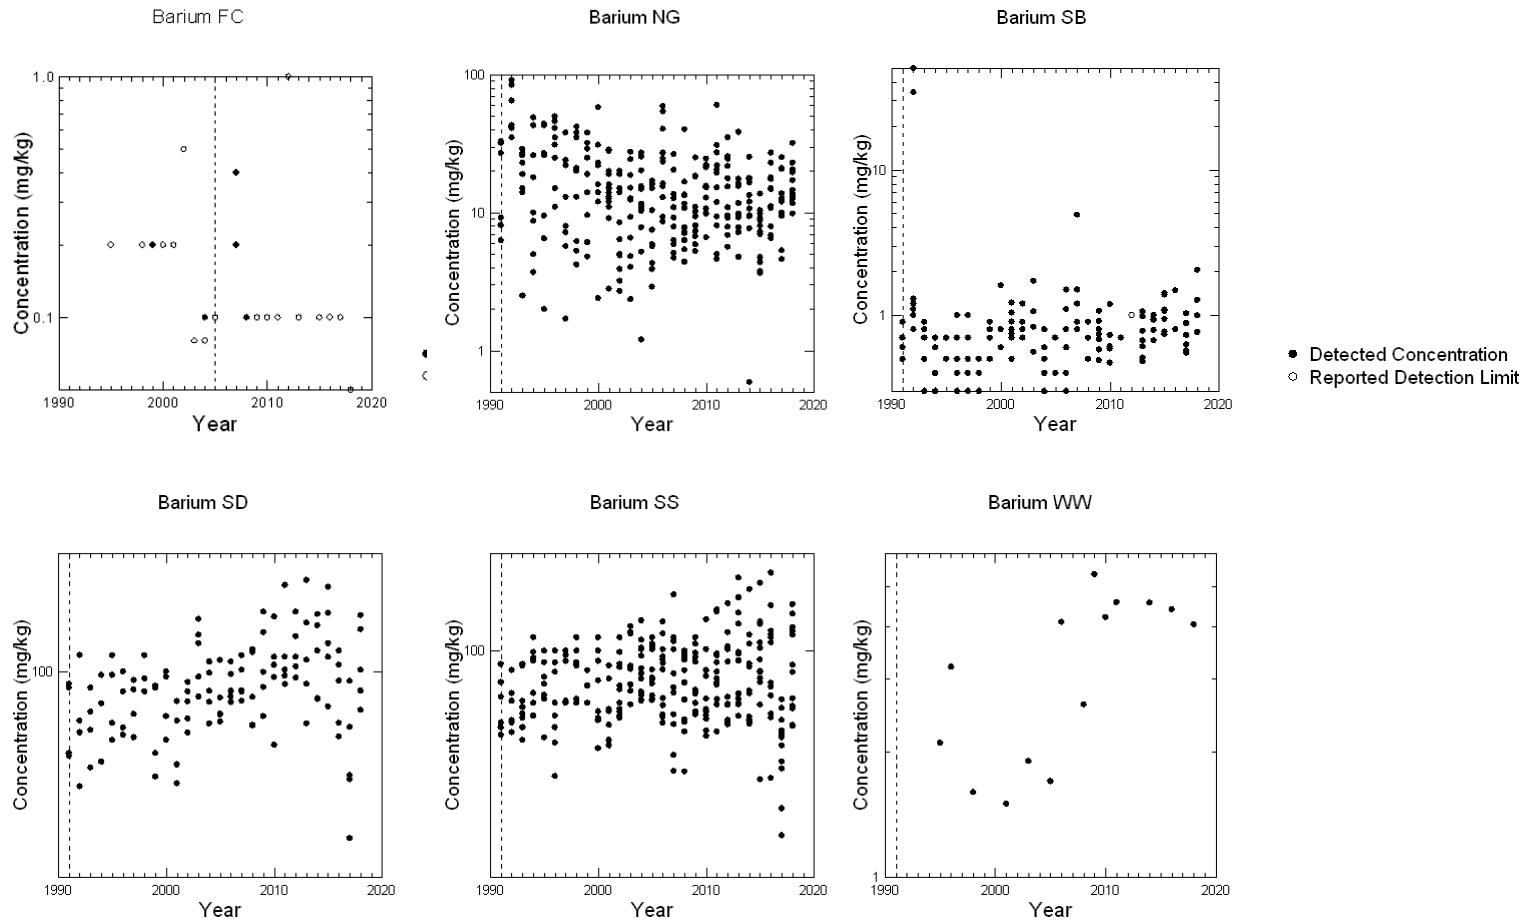 Barium FC
Barium NG
Barium SB
Concentration (mg/kg)
1.0
0.1
1990
2000
2010
2020
Year
Concentration (mg/kg)
100
10
1
1990
2000
2010
2020
Year
Concentration (mg/kg)
10
1
1990
2000
2010
2020
Year
Detected Concentration
Reported Detection Limit
Barium SD
Barium SS
Barium WW
Concentration (mg/kg)
100
1990
2000
2010
2020
Year
Concentration (mg/kg)
100
1990
2000
2010
2020
Year
Concentration (mg/kg)
1
1990
2000
2010
2020
Year